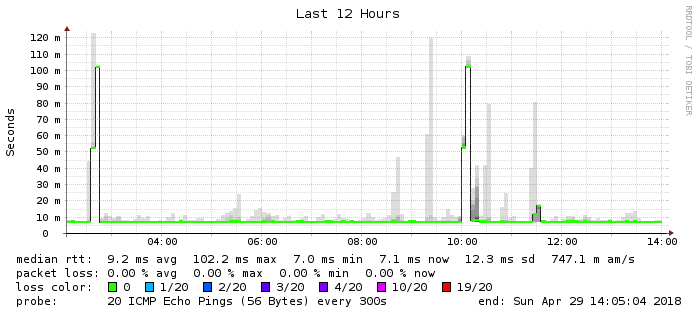 Last 12 Hours
RRDTOOL / TOBI OETIKER
Seconds
120 m
110 m
100 m
90 m
80 m
70 m
60 m
50 m
40 m
30 m
20 m
10 m
0
04:00 06:00 08:00 10:00 12:00 14:00
median rtt: 9.2 ms avg 102.2 ms max 7.0 ms min 7.1 ms now 12.3 ms sd 747.1 m am/s
packet loss: 0.00 % avg 0.00 % max 0.00 % min 0.00 % now
loss color: 0 1/20 2/20 3/20 4/20 10/20 19/20
probe: 20 ICMP Echo Pings (56 Bytes) every 300s end: Sun Apr 29 14:05:04 2018